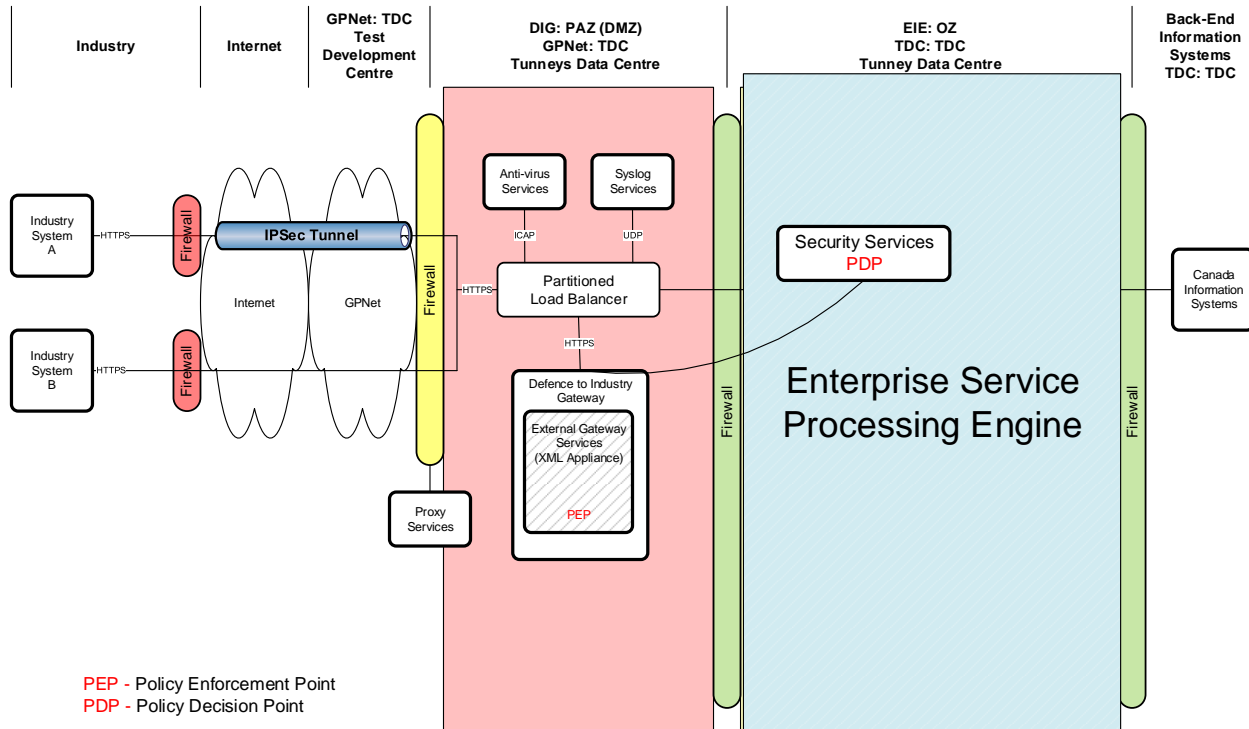 Industry
Internet
GPNet: TDC
Test
Development
Centre
DIG: PAZ (DMZ)
GPNet: TDC
Tunneys Data Centre
EIE: OZ
TDC: TDC
Tunney Data Centre
Back-End
Information
Systems
TDC: TDC
Industry
System
A
HTTPS
Firewall
IPSec Tunnel
Internet
GPNet
Firewall
Industry
System
B
HTTPS
Firewall
Proxy
Services
Anti-virus
Services
Syslog
Services
ICAP
UDP
HTTPS
Partitioned
Load Balancer
HTTPS
Defence to Industry
Gateway
External Gateway
Services
(XML Appliance)
PEP
Firewall
Security Services
PDP
Enterprise Service
Processing Engine
Firewall
Canada
Information
Systems
PEP - Policy Enforcement Point
PDP - Policy Decision Point